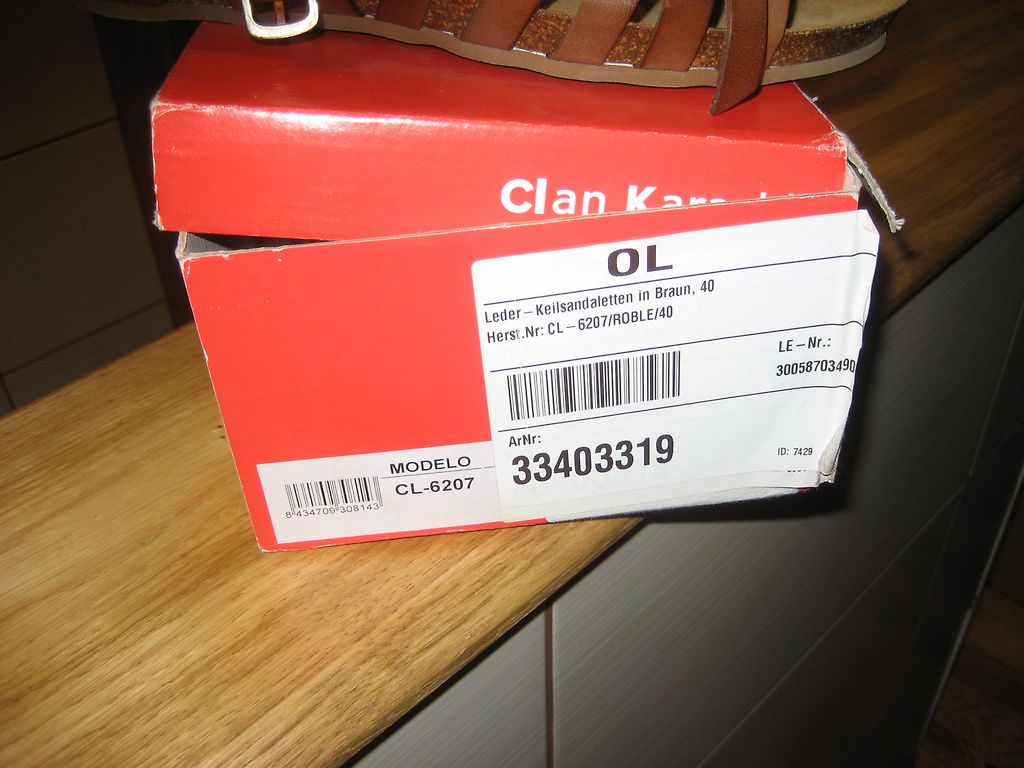 Clan
OL
Leder-Keilsandaletten in Braun, 40
Herst.Nr: CL-6207/ROBLE/40
LE-Nr.:
30058703490
ArNr:
33403319
ID: 7429
MODELO
CL-6207
8 434709 308143